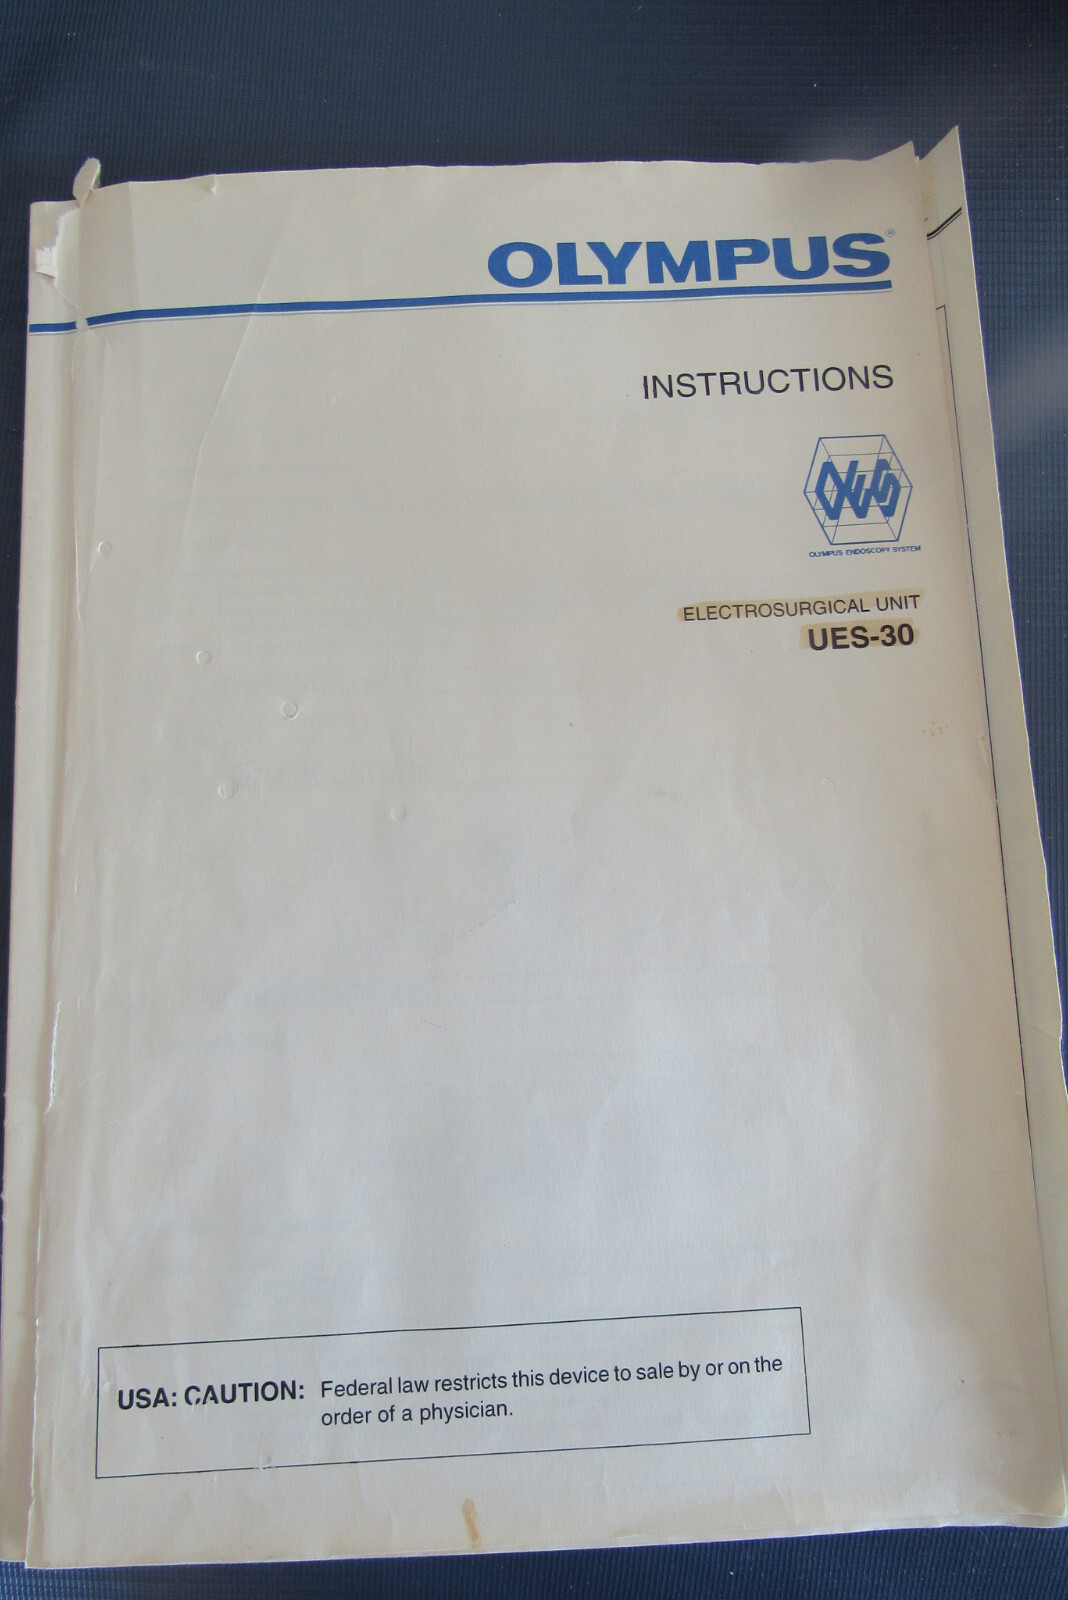 OLYMPUS®
INSTRUCTIONS
OES
OLYMPUS ENDOSCOPY SYSTEM
ELECTROSURGICAL UNIT
UES-30
USA: CAUTION: Federal law restricts this device to sale by or on the
order of a physician.